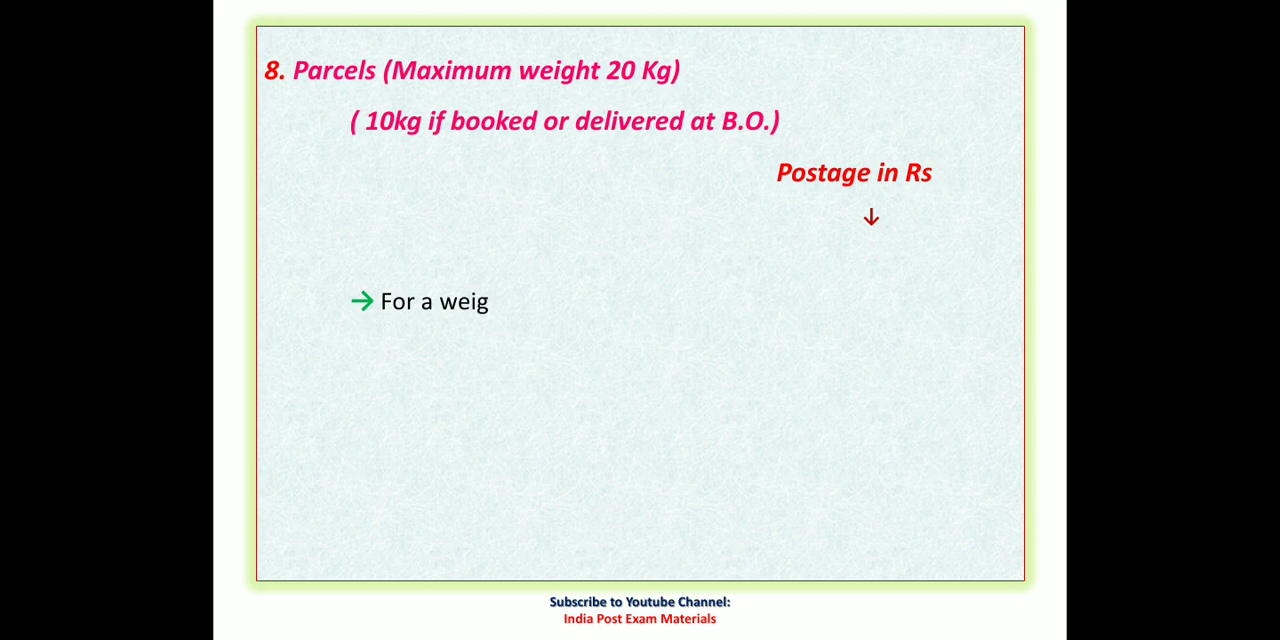 8. Parcels (Maximum weight 20 Kg)
( 10kg if booked or delivered at B.O.)
Postage in Rs
↓
→ For a weig
Subscribe to Youtube Channel:
India Post Exam Materials